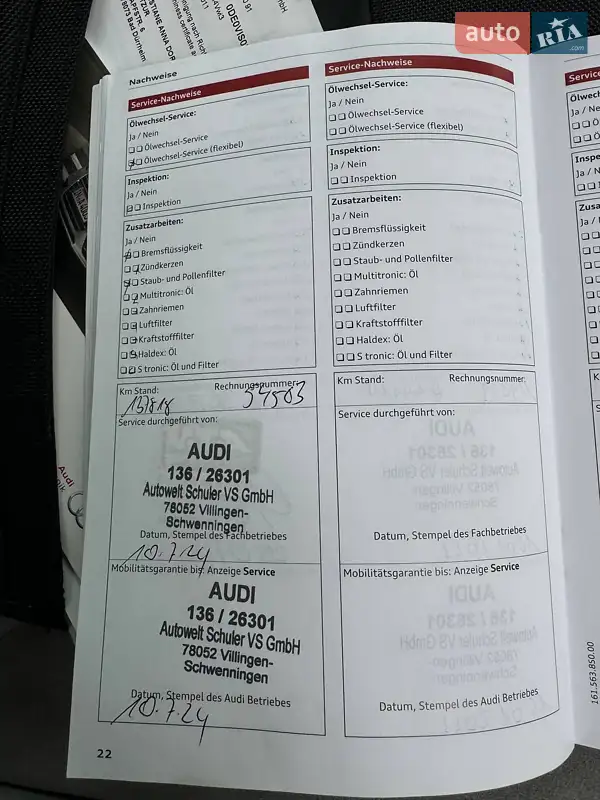 auto RIA .com
Nachweise
Service-Nachweise
Ölwechsel-Service:
Ja / Nein
Ölwechsel-Service
Ölwechsel-Service (flexibel)
Inspektion:
Ja / Nein
Inspektion
Zusatzarbeiten:
Ja / Nein
Bremsflüssigkeit
Zündkerzen
Staub- und Pollenfilter
Multitronic: Öl
Zahnriemen
Luftfilter
Kraftstofffilter
Haldex: Öl
S tronic: Öl und Filter
Km Stand: Rechnungsnummer:
137818 34503
Service durchgeführt von:
AUDI
136 / 26301
Autowelt Schuler VS GmbH
78052 Villingen-
Schwenningen
Datum, Stempel des Fachbetriebes
10.7.24
Mobilitätsgarantie bis: Anzeige Service
AUDI
136 / 26301
Autowelt Schuler VS GmbH
78052 Villingen-
Schwenningen
Datum, Stempel des Audi Betriebes
10.7.24
22
Service-Nachweise
Ölwechsel-Service:
Ja / Nein
Ölwechsel-Service
Ölwechsel-Service (flexibel)
Inspektion:
Ja / Nein
Inspektion
Zusatzarbeiten:
Ja / Nein
Bremsflüssigkeit
Zündkerzen
Staub- und Pollenfilter
Multitronic: Öl
Zahnriemen
Luftfilter
Kraftstofffilter
Haldex: Öl
S tronic: Öl und Filter
Km Stand: Rechnungsnummer:
Service durchgeführt von:
Datum, Stempel des Fachbetriebes
Mobilitätsgarantie bis: Anzeige Service
Datum, Stempel des Audi Betriebes
161.563.850.00
Audi